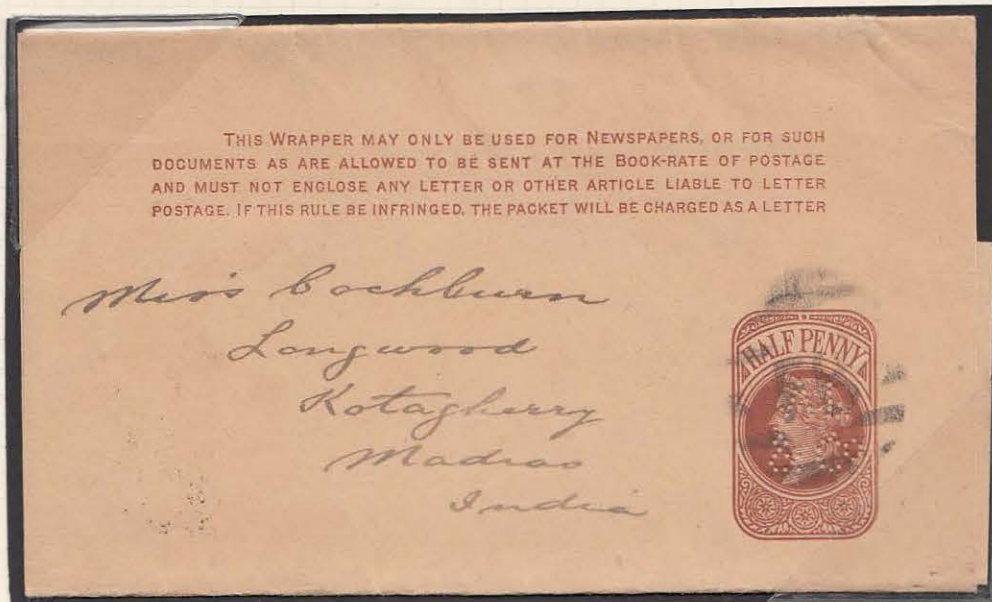 THIS WRAPPER MAY ONLY BE USED FOR NEWSPAPERS, OR FOR SUCH
DOCUMENTS AS ARE ALLOWED TO BE SENT AT THE BOOK-RATE OF POSTAGE
AND MUST NOT ENCLOSE ANY LETTER OR OTHER ARTICLE LIABLE TO LETTER
POSTAGE. IF THIS RULE BE INFRINGED, THE PACKET WILL BE CHARGED AS A LETTER
Miss Cockburn
Longwood
Kotagherry
Madras
India
HALF PENNY